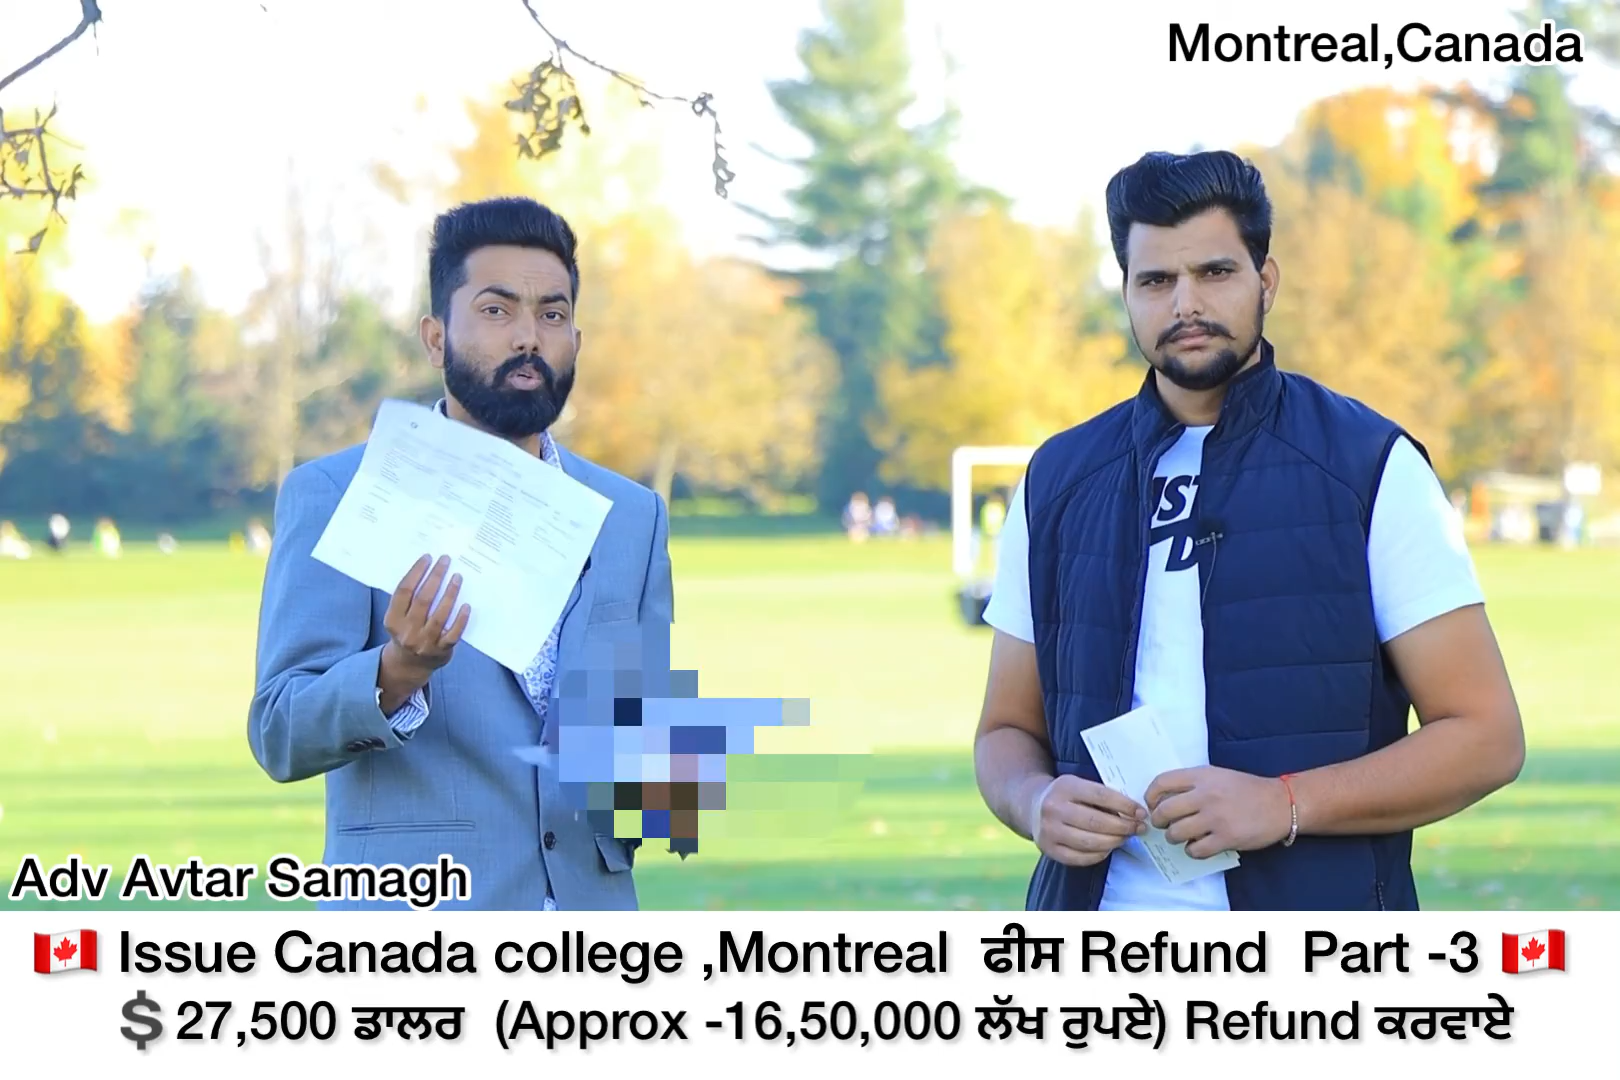 Montreal,Canada
Adv Avtar Samagh
🇨🇦 Issue Canada college ,Montreal ਫੀਸ Refund Part -3 🇨🇦
💲27,500 ਡਾਲਰ (Approx -16,50,000 ਲੱਖ ਰੁਪਏ) Refund ਕਰਵਾਏ